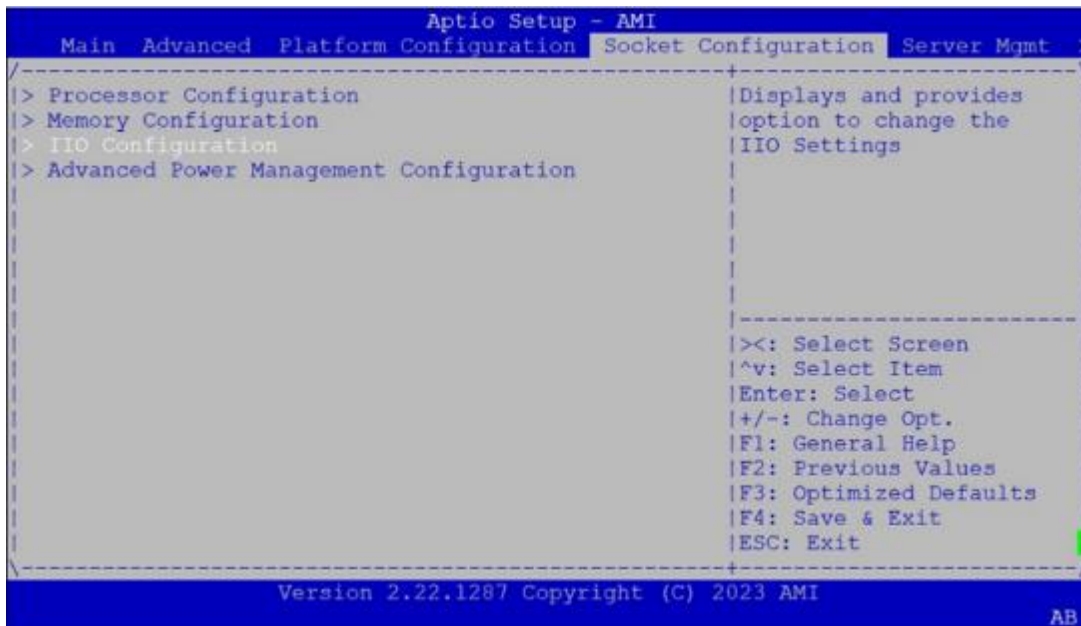 Aptio Setup - AMI
Main Advanced Platform Configuration Socket Configuration Server Mgmt
> Processor Configuration
> Memory Configuration
> IIO Configuration
> Advanced Power Management Configuration
Displays and provides
option to change the
IIO Settings
><: Select Screen
^v: Select Item
Enter: Select
+/-: Change Opt.
F1: General Help
F2: Previous Values
F3: Optimized Defaults
F4: Save & Exit
ESC: Exit
Version 2.22.1287 Copyright (C) 2023 AMI
AB